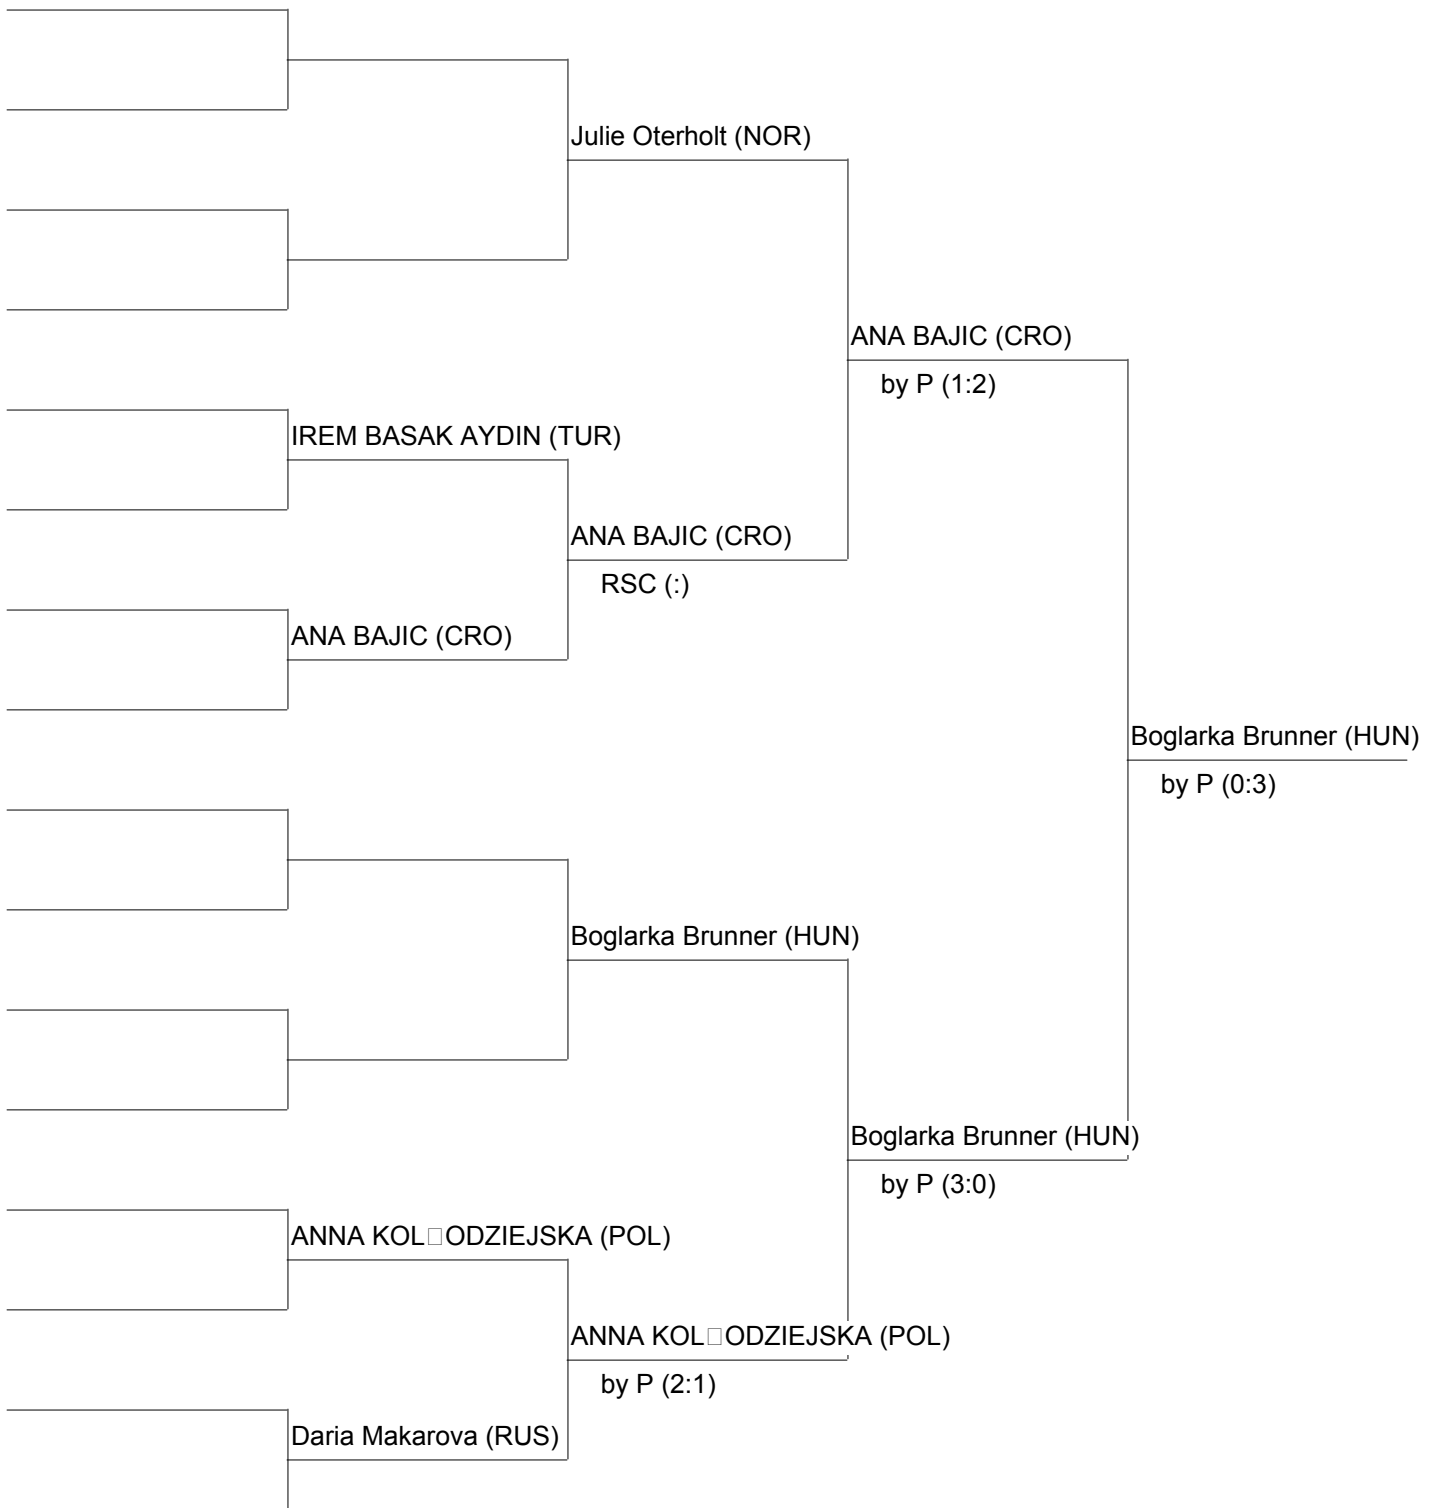 Julie Oterholt (NOR)
ANA BAJIC (CRO)
by P (1:2)
IREM BASAK AYDIN (TUR)
ANA BAJIC (CRO)
RSC (:)
ANA BAJIC (CRO)
Boglarka Brunner (HUN)
by P (0:3)
Boglarka Brunner (HUN)
Boglarka Brunner (HUN)
by P (3:0)
ANNA KOL□ODZIEJSKA (POL)
ANNA KOL□ODZIEJSKA (POL)
by P (2:1)
Daria Makarova (RUS)